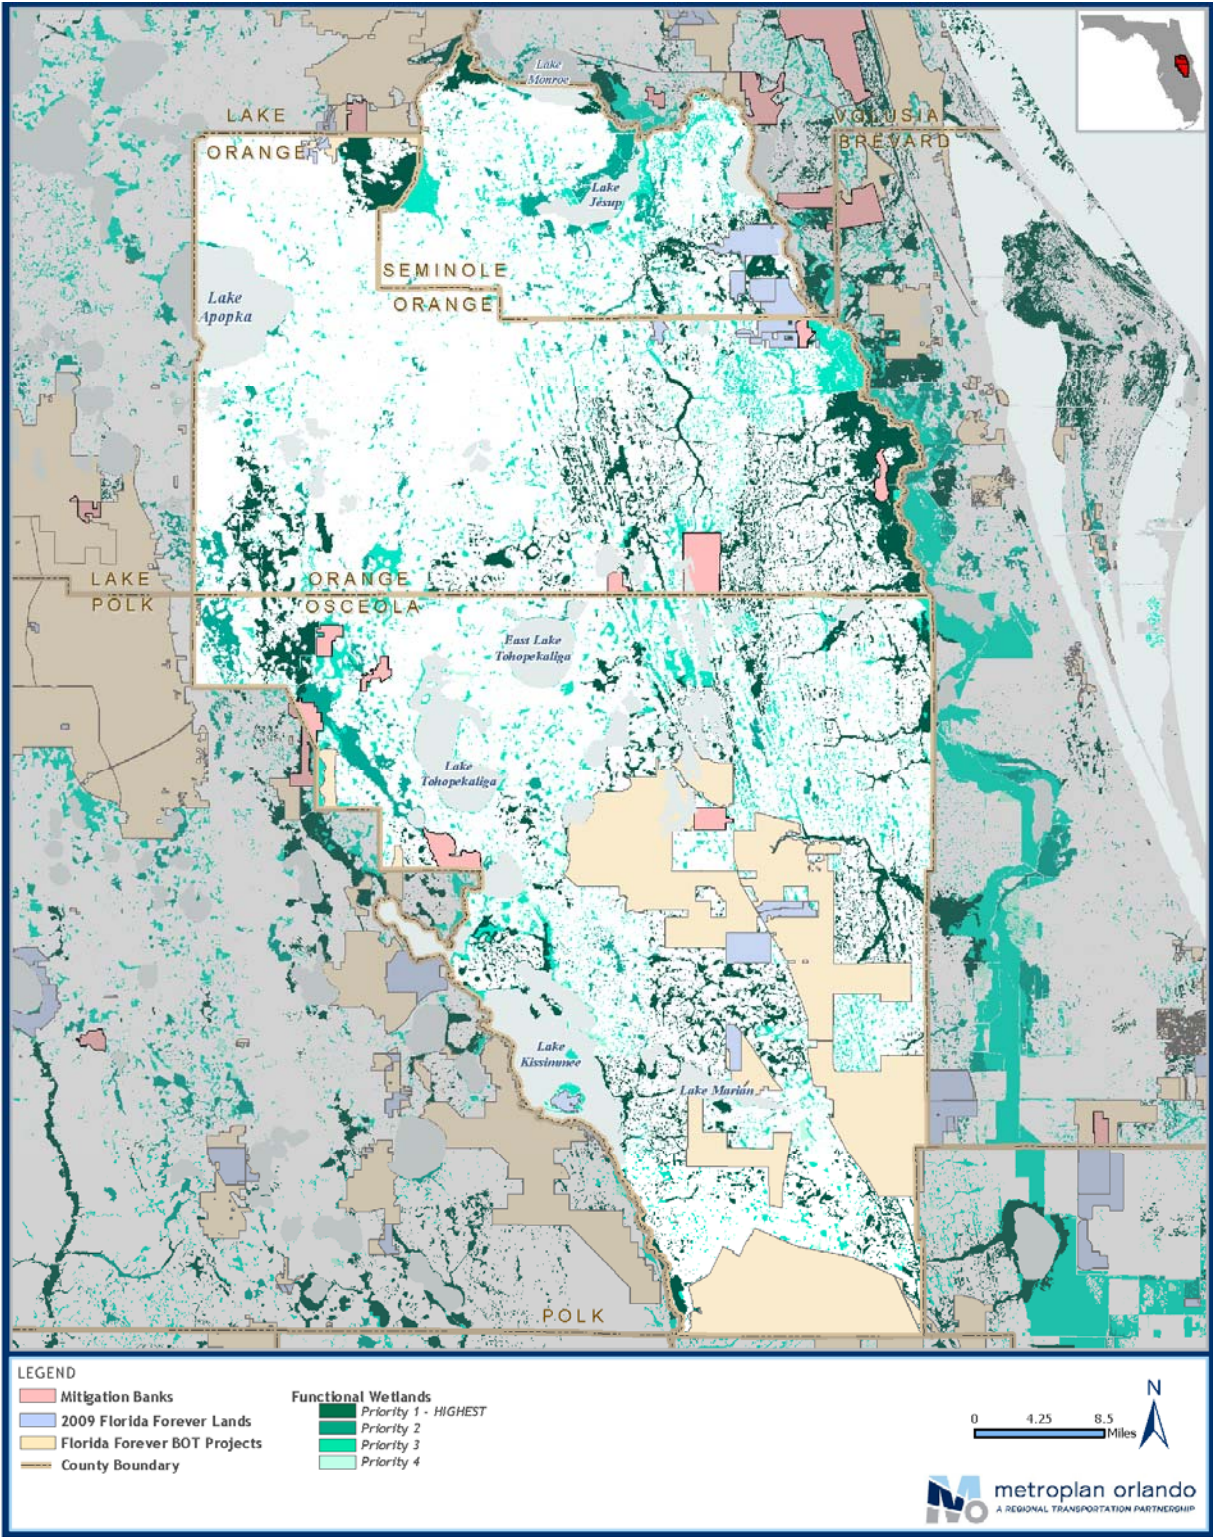 Lake
Monroe
LAKE
VOLUSIA
ORANGE
BREVARD
Lake
Jesup
SEMINOLE
Lake
Apopka
ORANGE
LAKE
ORANGE
POLK
OSCEOLA
East Lake
Tohopekaliga
Lake
Tohopekaliga
Lake
Kissimmee
Lake Marian
POLK
LEGEND
Mitigation Banks
2009 Florida Forever Lands
Florida Forever BOT Projects
County Boundary
Functional Wetlands
Priority 1 - HIGHEST
Priority 2
Priority 3
Priority 4
N
0 4.25 8.5
Miles
metroplan orlando
A REGIONAL TRANSPORTATION PARTNERSHIP